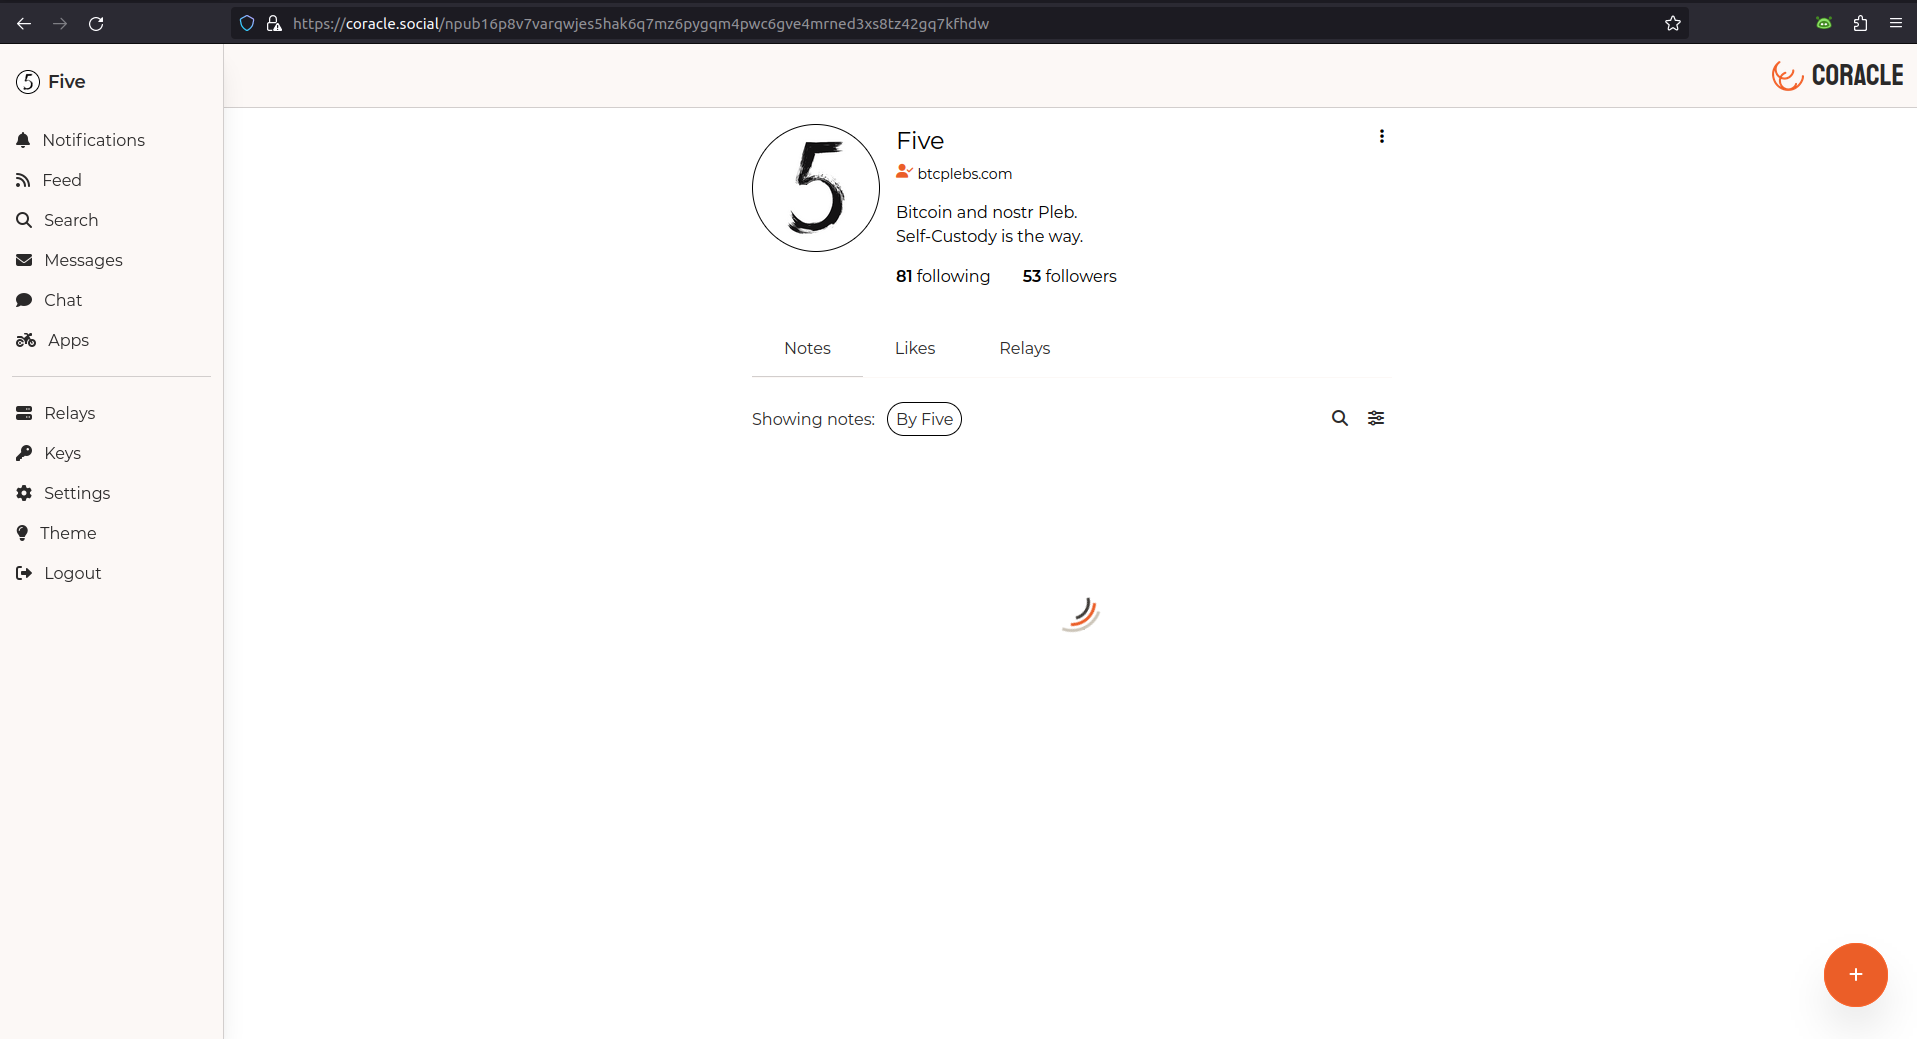 https://coracle.social/npub16p8v7varqwjes5hak6q7mz6pygqm4pwc6gve4mrned3xs8tz42gq7kfhdw
5 Five
CORACLE
Notifications
Feed
Search
Messages
Chat
Apps
Relays
Keys
Settings
Theme
Logout
5
Five
btcplebs.com
Bitcoin and nostr Pleb.
Self-Custody is the way.
81 following 53 followers
Notes Likes Relays
Showing notes: By Five
+